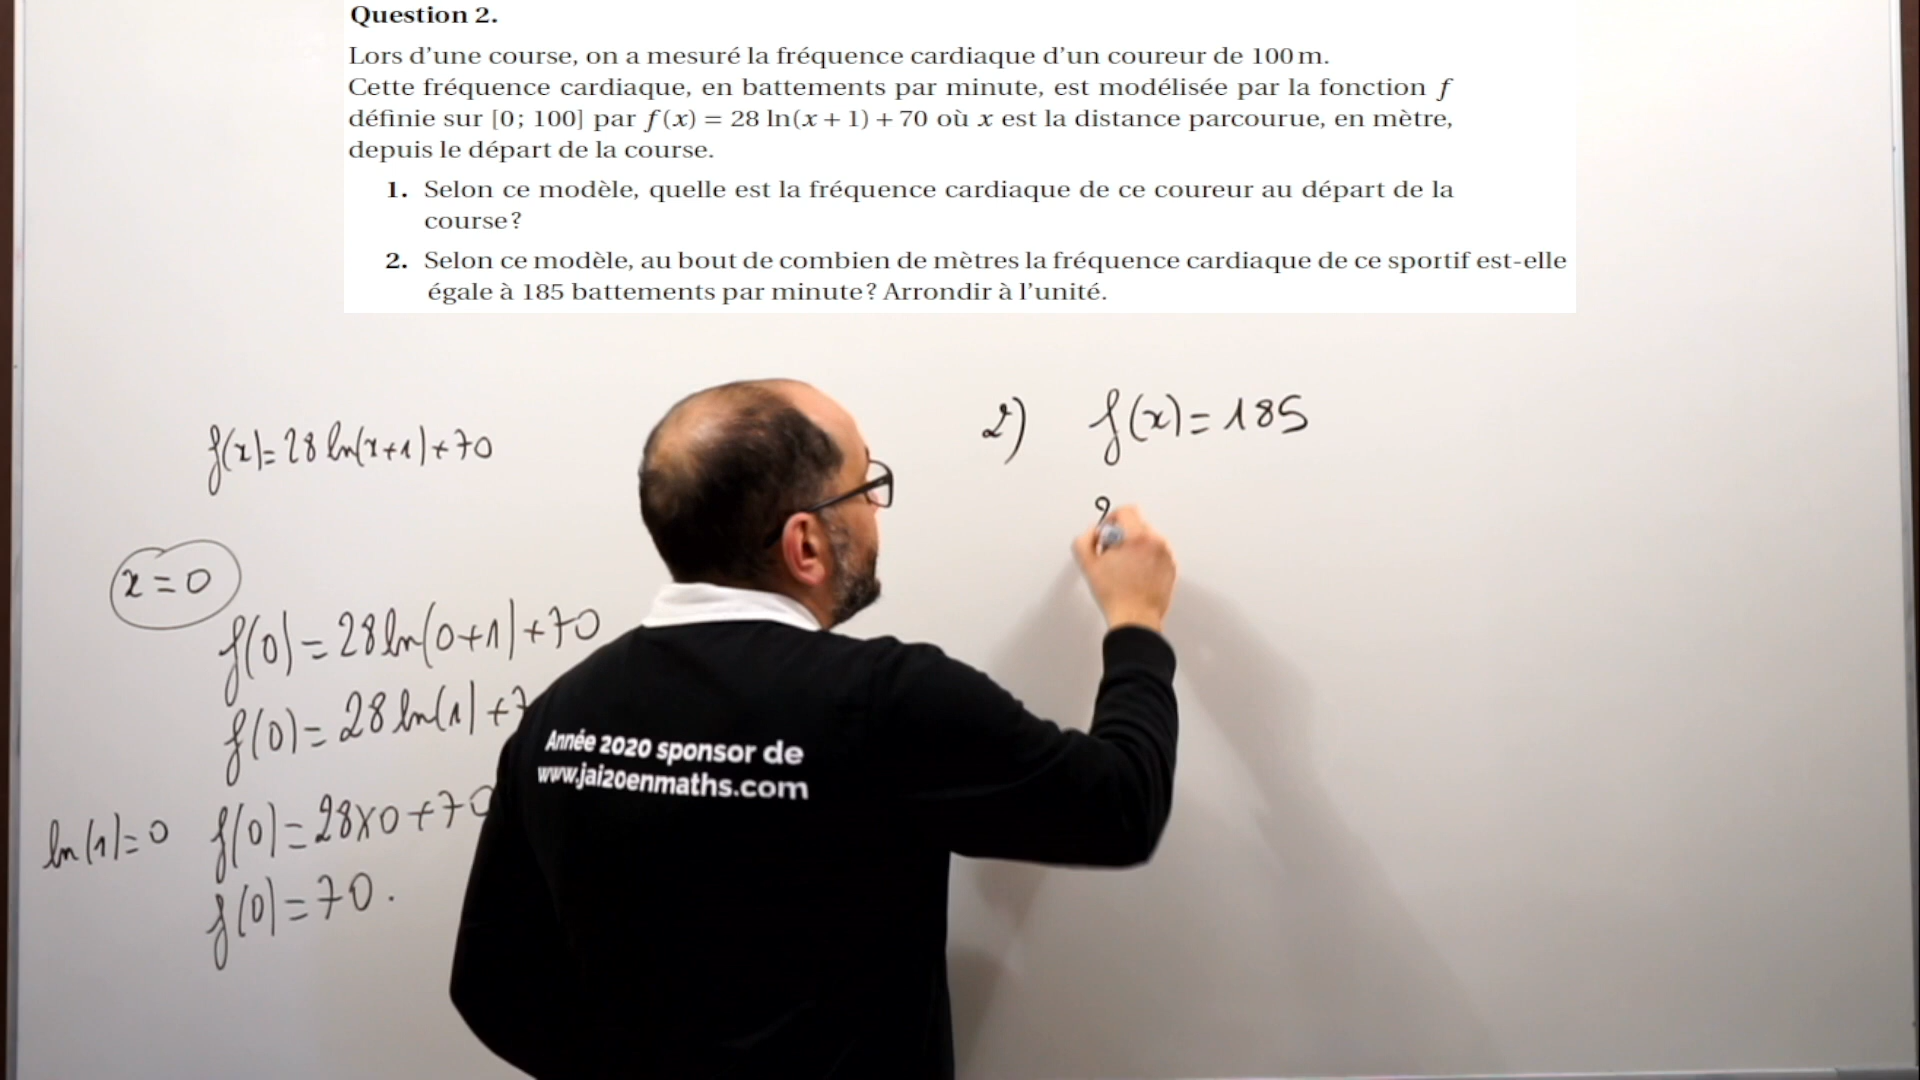 Question 2.
Lors d'une course, on a mesuré la fréquence cardiaque d'un coureur de 100 m.
Cette fréquence cardiaque, en battements par minute, est modélisée par la fonction f
définie sur [0; 100] par f(x) = 28 ln(x + 1) + 70 où x est la distance parcourue, en mètre,
depuis le départ de la course.
1. Selon ce modèle, quelle est la fréquence cardiaque de ce coureur au départ de la
course?
2. Selon ce modèle, au bout de combien de mètres la fréquence cardiaque de ce sportif est-elle
égale à 185 battements par minute? Arrondir à l'unité.
f(x)=28 ln(x+1)+70
x=0
f(0)=28ln(0+1)+70
f(0)=28 ln(1)+7
ln(1)=0 f(0)=28x0+70
f(0)=70.
2) f(x)=185
Année 2020 sponsor de
www.jai20enmaths.com